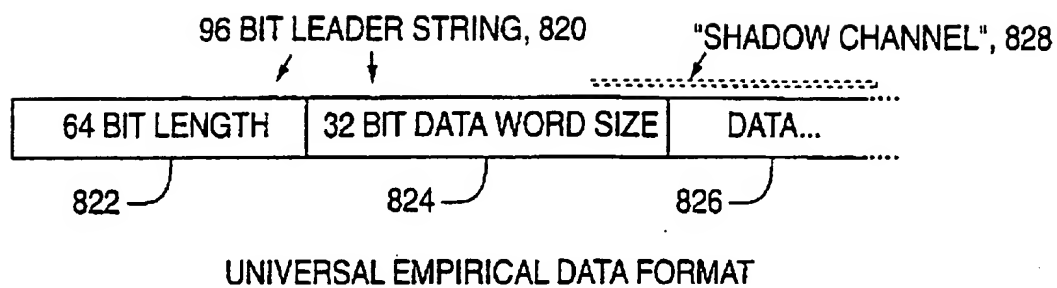 96 BIT LEADER STRING, 820
"SHADOW CHANNEL", 828
64 BIT LENGTH
32 BIT DATA WORD SIZE
DATA...
822
824
826
UNIVERSAL EMPIRICAL DATA FORMAT